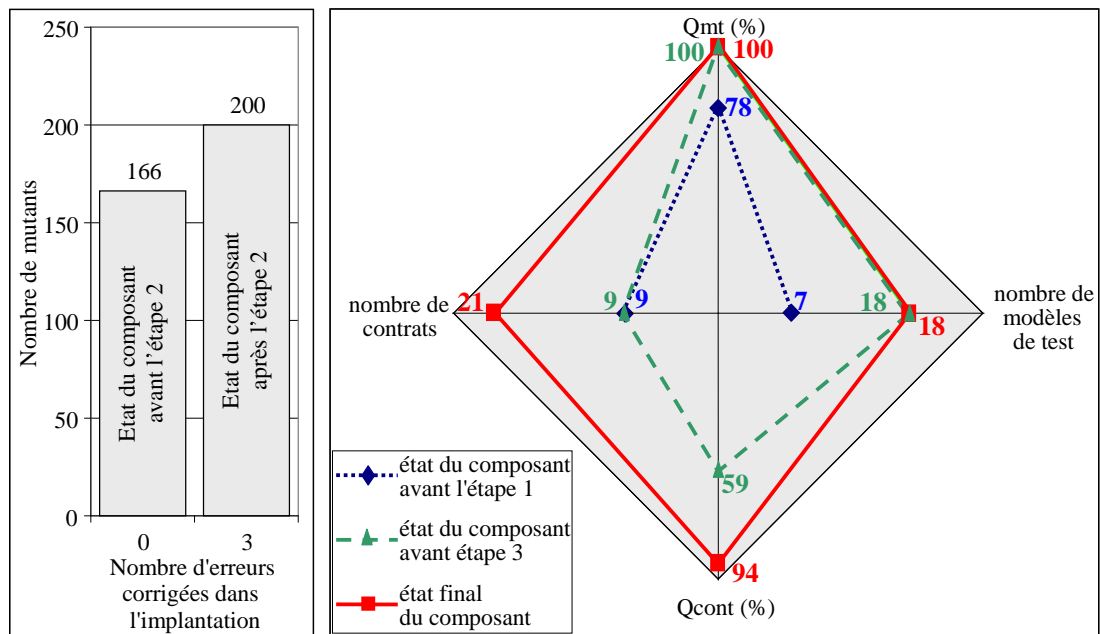 250
200
150
100
50
0
Nombre de mutants
166
200
Etat du composant
avant l’étape 2
Etat du composant
après l’étape 2
0
3
Nombre d'erreurs
corrigées dans
l'implantation
Qmt (%)
100
100
78
nombre de
contrats
21
9
9
7
18
18
nombre de
modèles
de test
59
94
Qcont (%)
état du composant
avant l'étape 1
état du composant
avant étape 3
état final
du composant